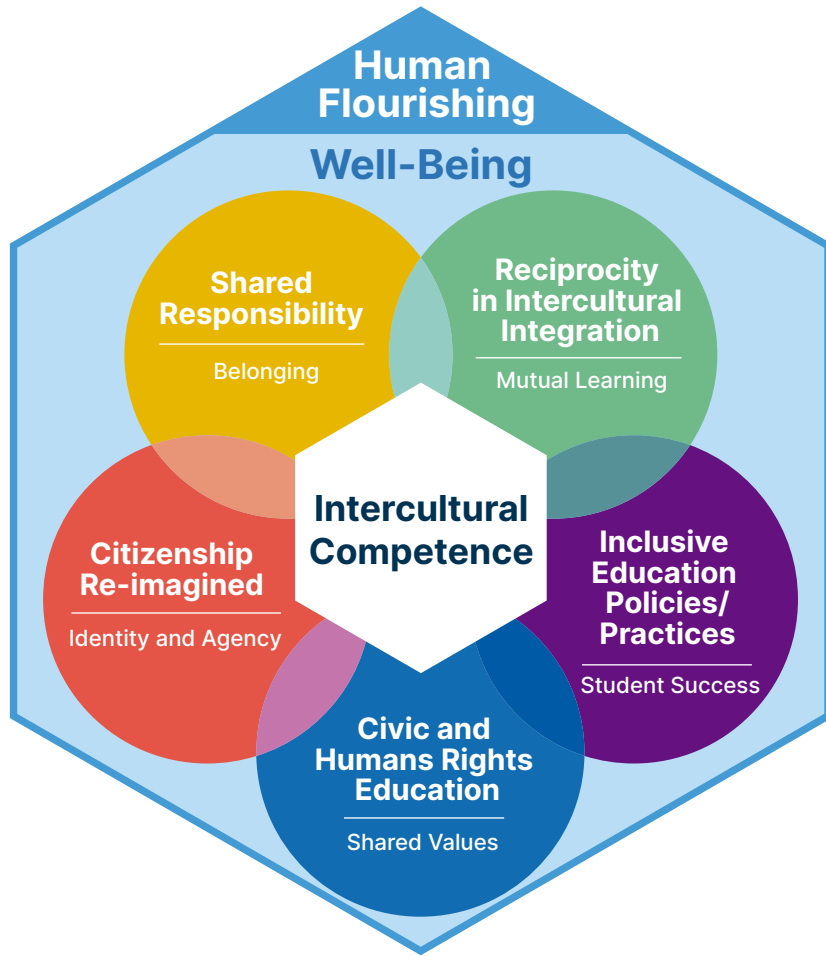 Human
Flourishing
Well-Being
Shared
Responsibility
Belonging
Reciprocity
in Intercultural
Integration
Mutual Learning
Intercultural
Competence
Citizenship
Re-imagined
Identity and Agency
Inclusive
Education
Policies/
Practices
Student Success
Civic and
Humans Rights
Education
Shared Values